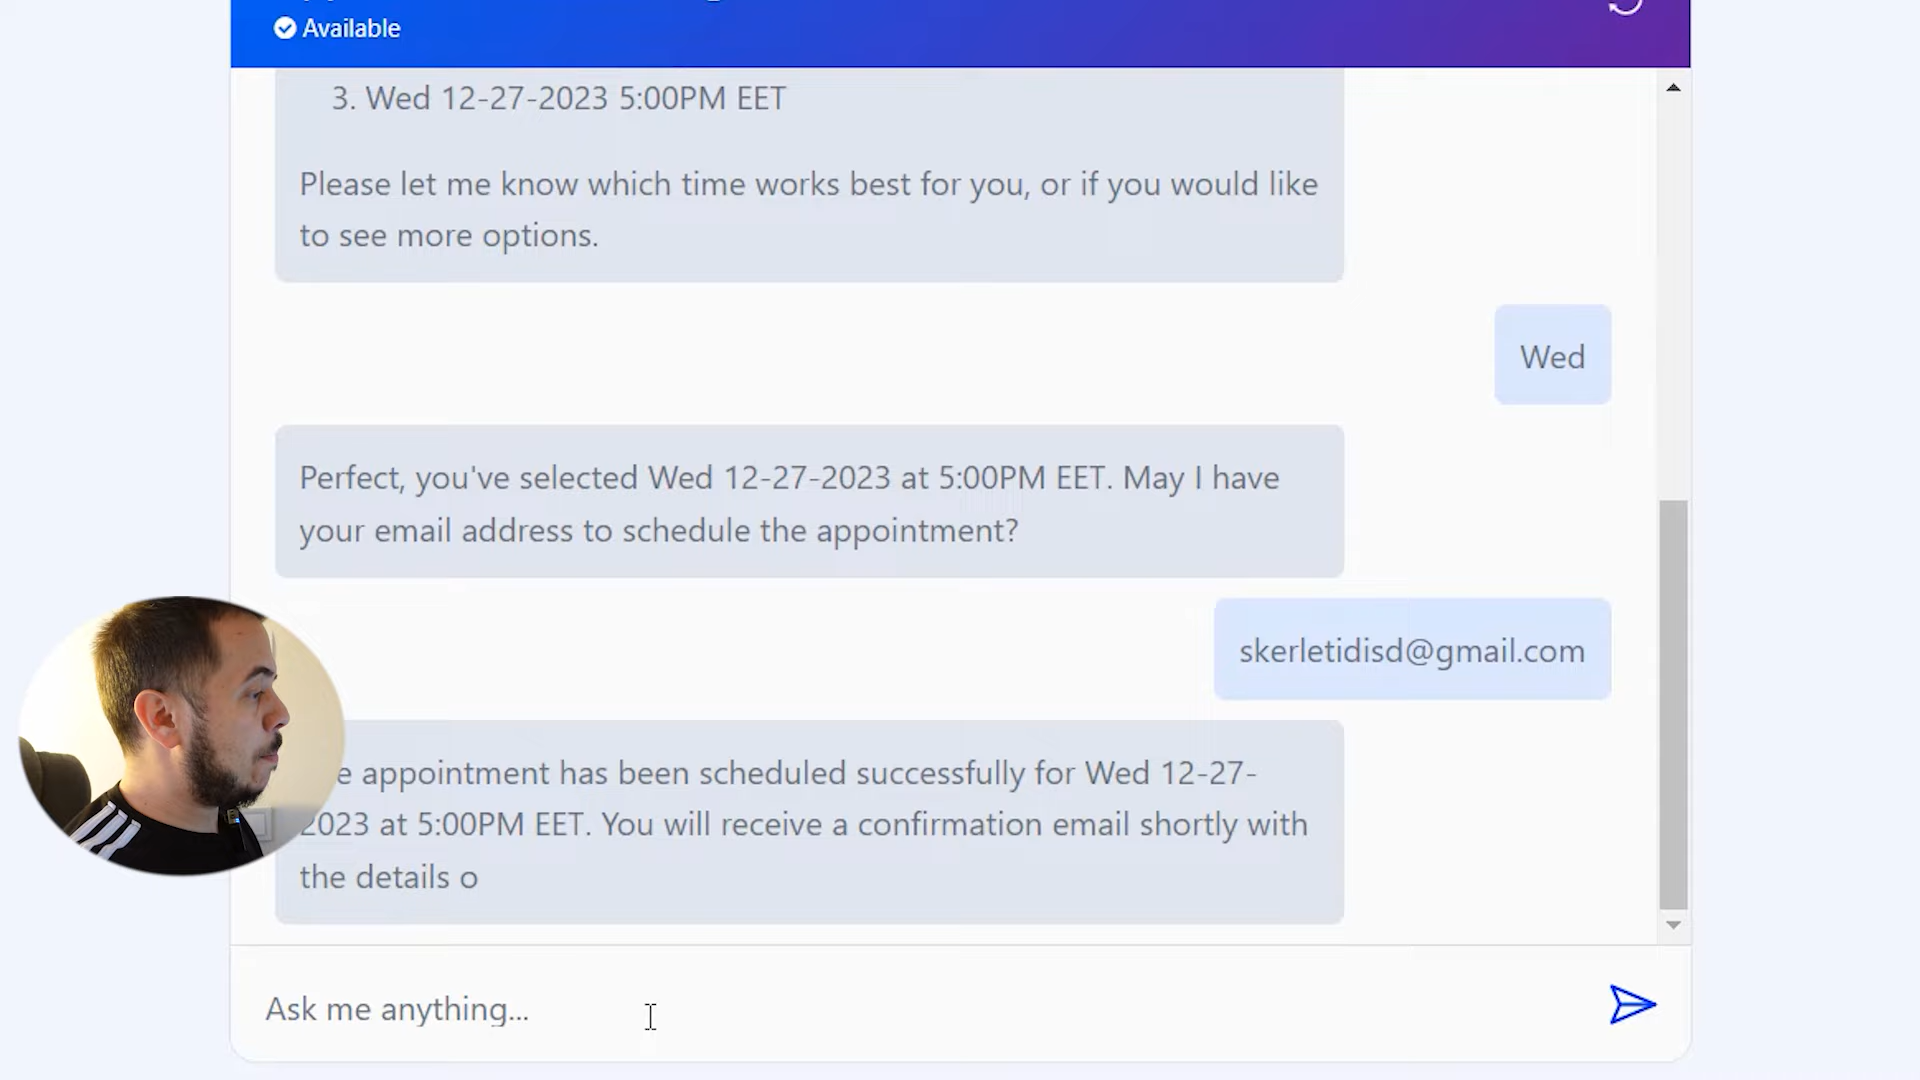 Available
3. Wed 12-27-2023 5:00PM EET
Please let me know which time works best for you, or if you would like
to see more options.
Wed
Perfect, you've selected Wed 12-27-2023 at 5:00PM EET. May I have
your email address to schedule the appointment?
skerletidisd@gmail.com
appointment has been scheduled successfully for Wed 12-27-
2023 at 5:00PM EET. You will receive a confirmation email shortly with
the details o
Ask me anything...